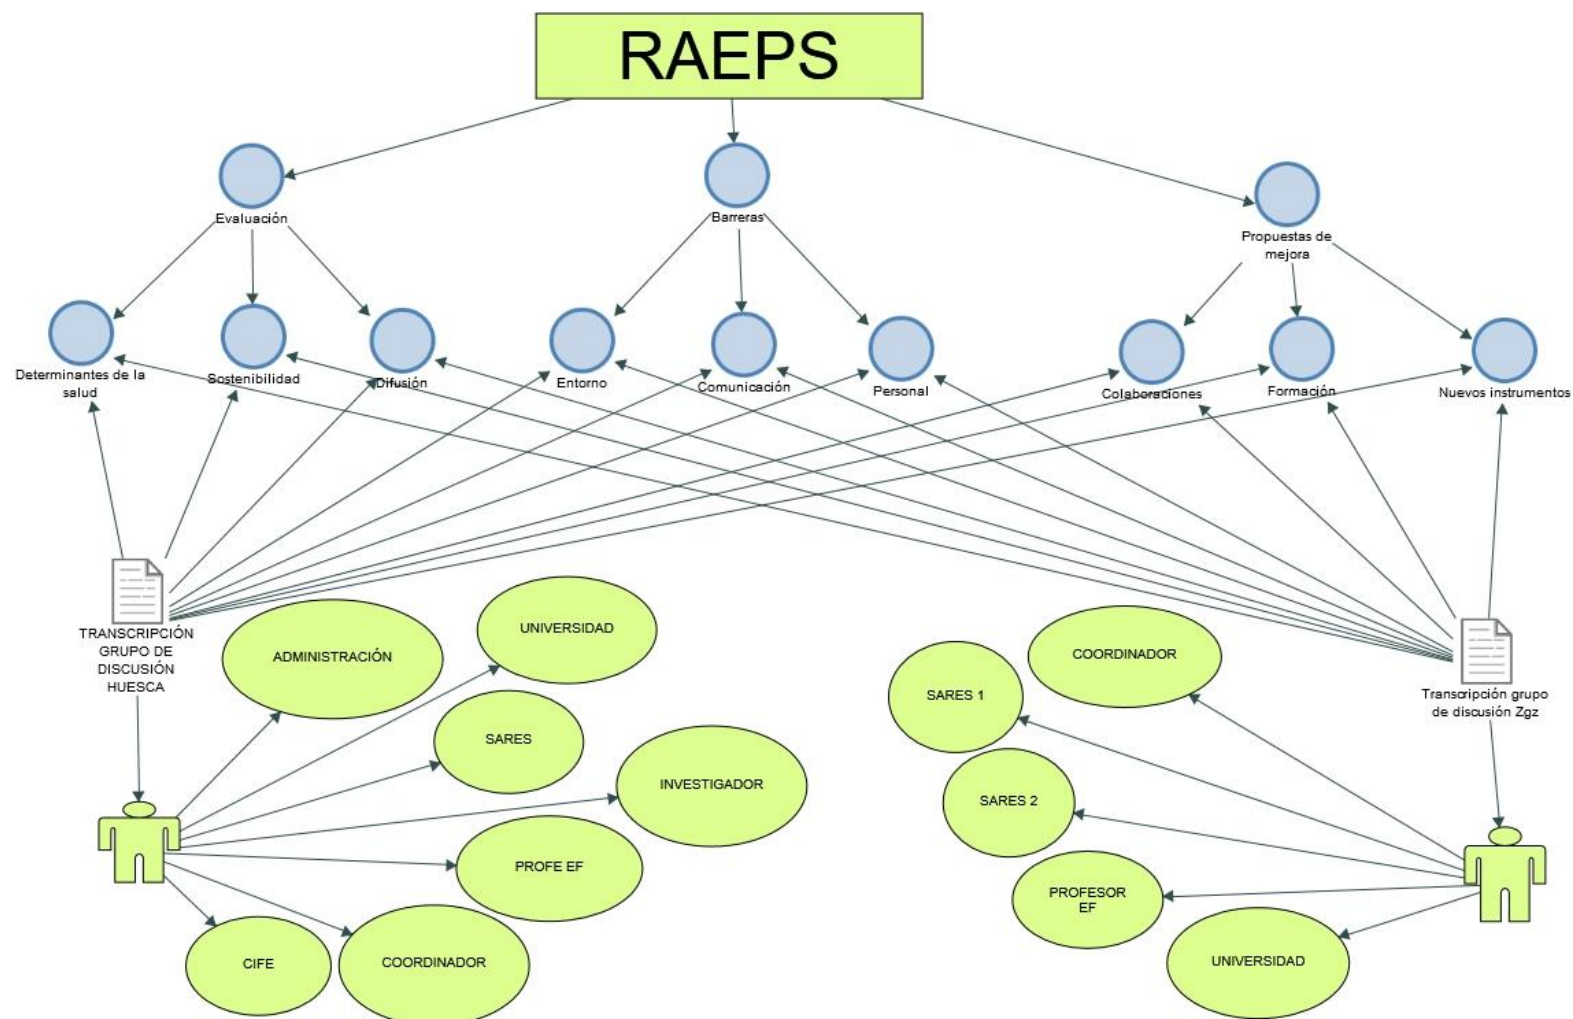 RAEPS
Evaluación
Barreras
Propuestas de
mejora
Determinantes de la
salud
Sostenibilidad
Difusión
Entorno
Comunicación
Personal
Colaboraciones
Formación
Nuevos instrumentos
TRANSCRIPCIÓN
GRUPO DE
DISCUSIÓN
HUESCA
ADMINISTRACIÓN
UNIVERSIDAD
SARES
INVESTIGADOR
PROFE EF
COORDINADOR
CIFE
Transcripción grupo
de discusión Zgz
COORDINADOR
SARES 1
SARES 2
PROFESOR
EF
UNIVERSIDAD